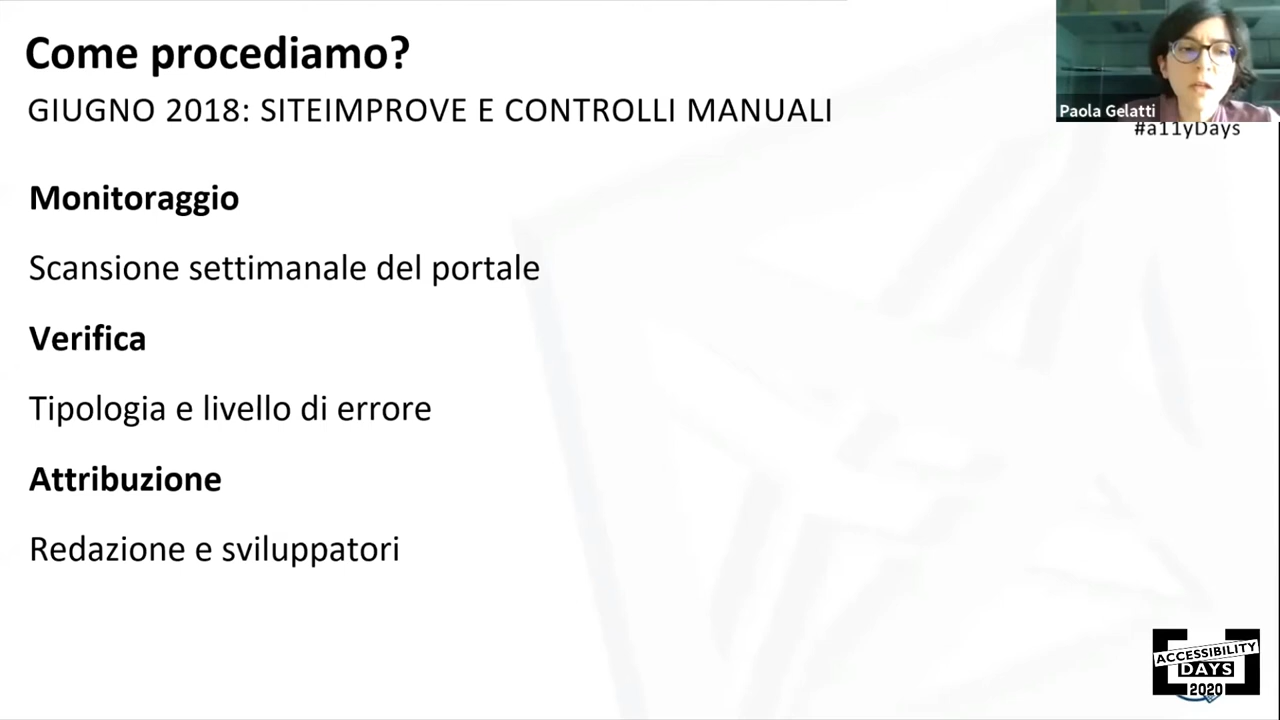 Come procediamo?
GIUGNO 2018: SITEIMPROVE E CONTROLLI MANUALI
Paola Gelatti
#a11yDays
Monitoraggio
Scansione settimanale del portale
Verifica
Tipologia e livello di errore
Attribuzione
Redazione e sviluppatori
ACCESSIBILITY
DAYS
2020